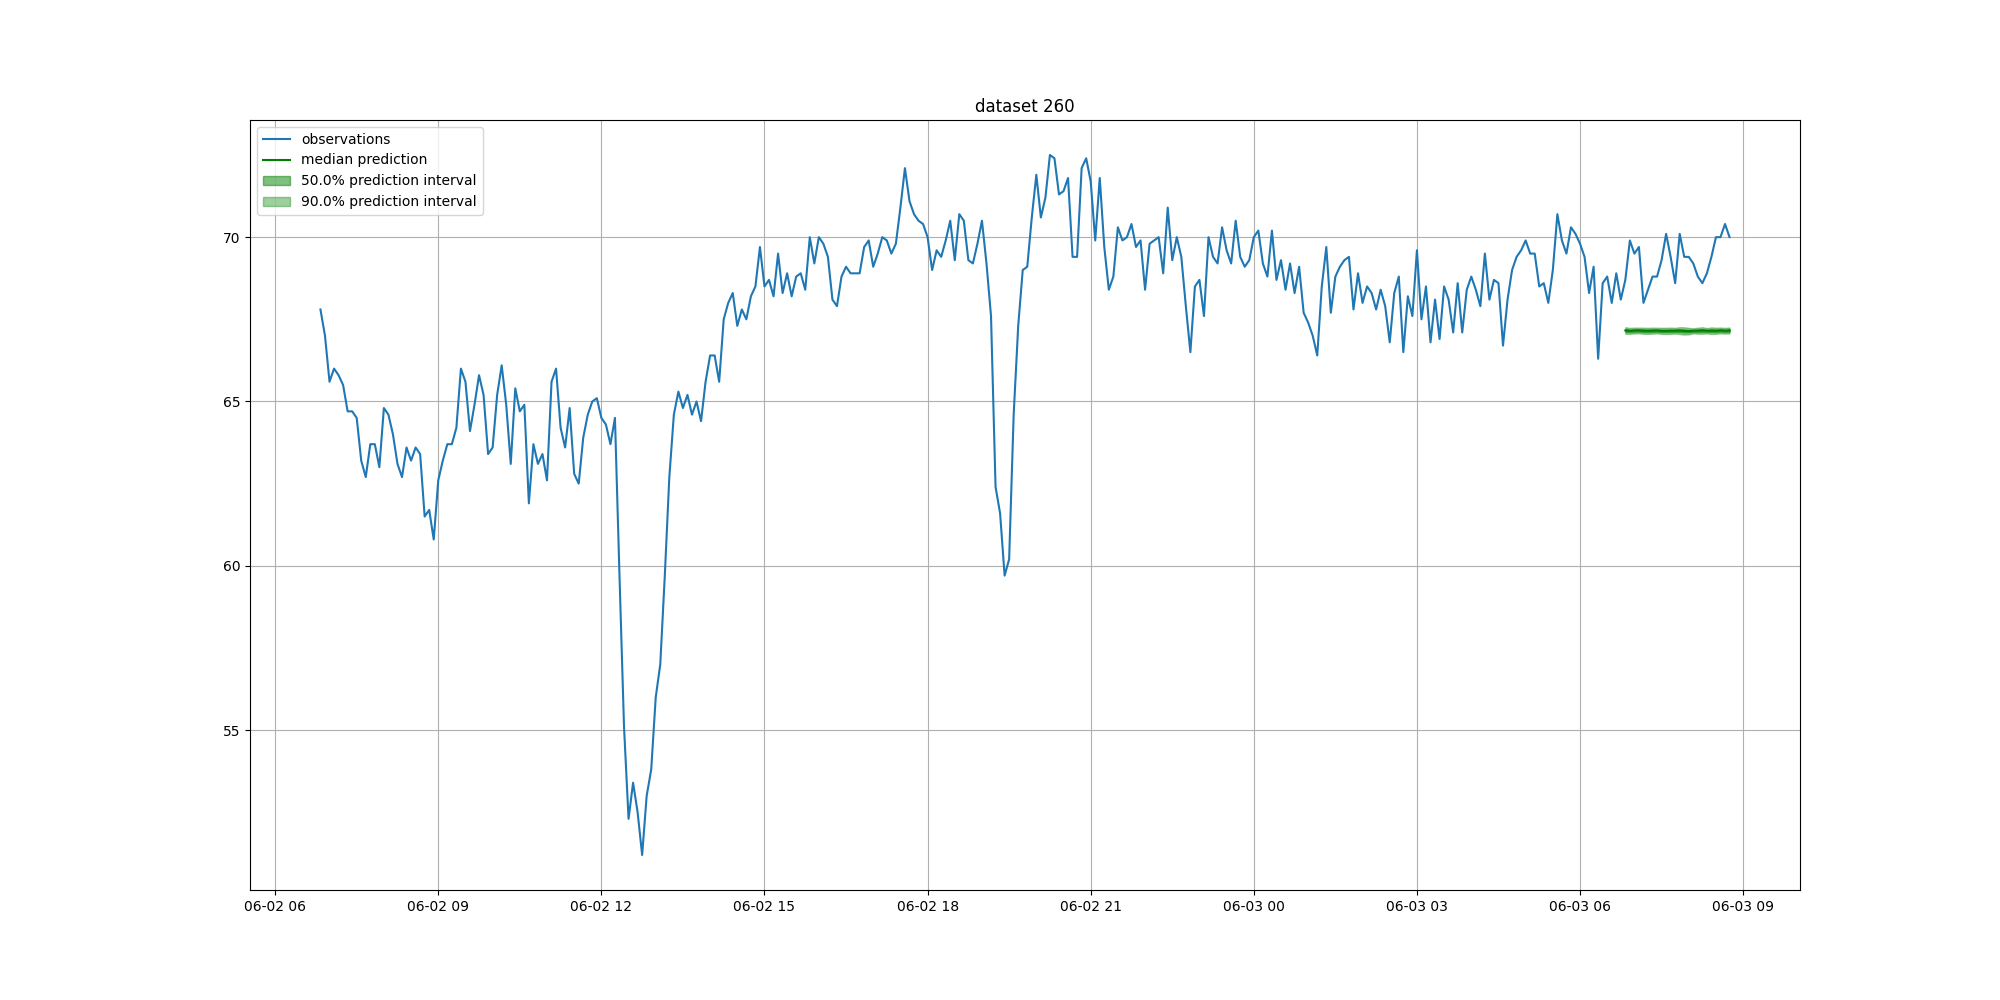 dataset 260
observations
median prediction
50.0% prediction interval
90.0% prediction interval
70
65
60
55
06-02 06
06-02 09
06-02 12
06-02 15
06-02 18
06-02 21
06-03 00
06-03 03
06-03 06
06-03 09